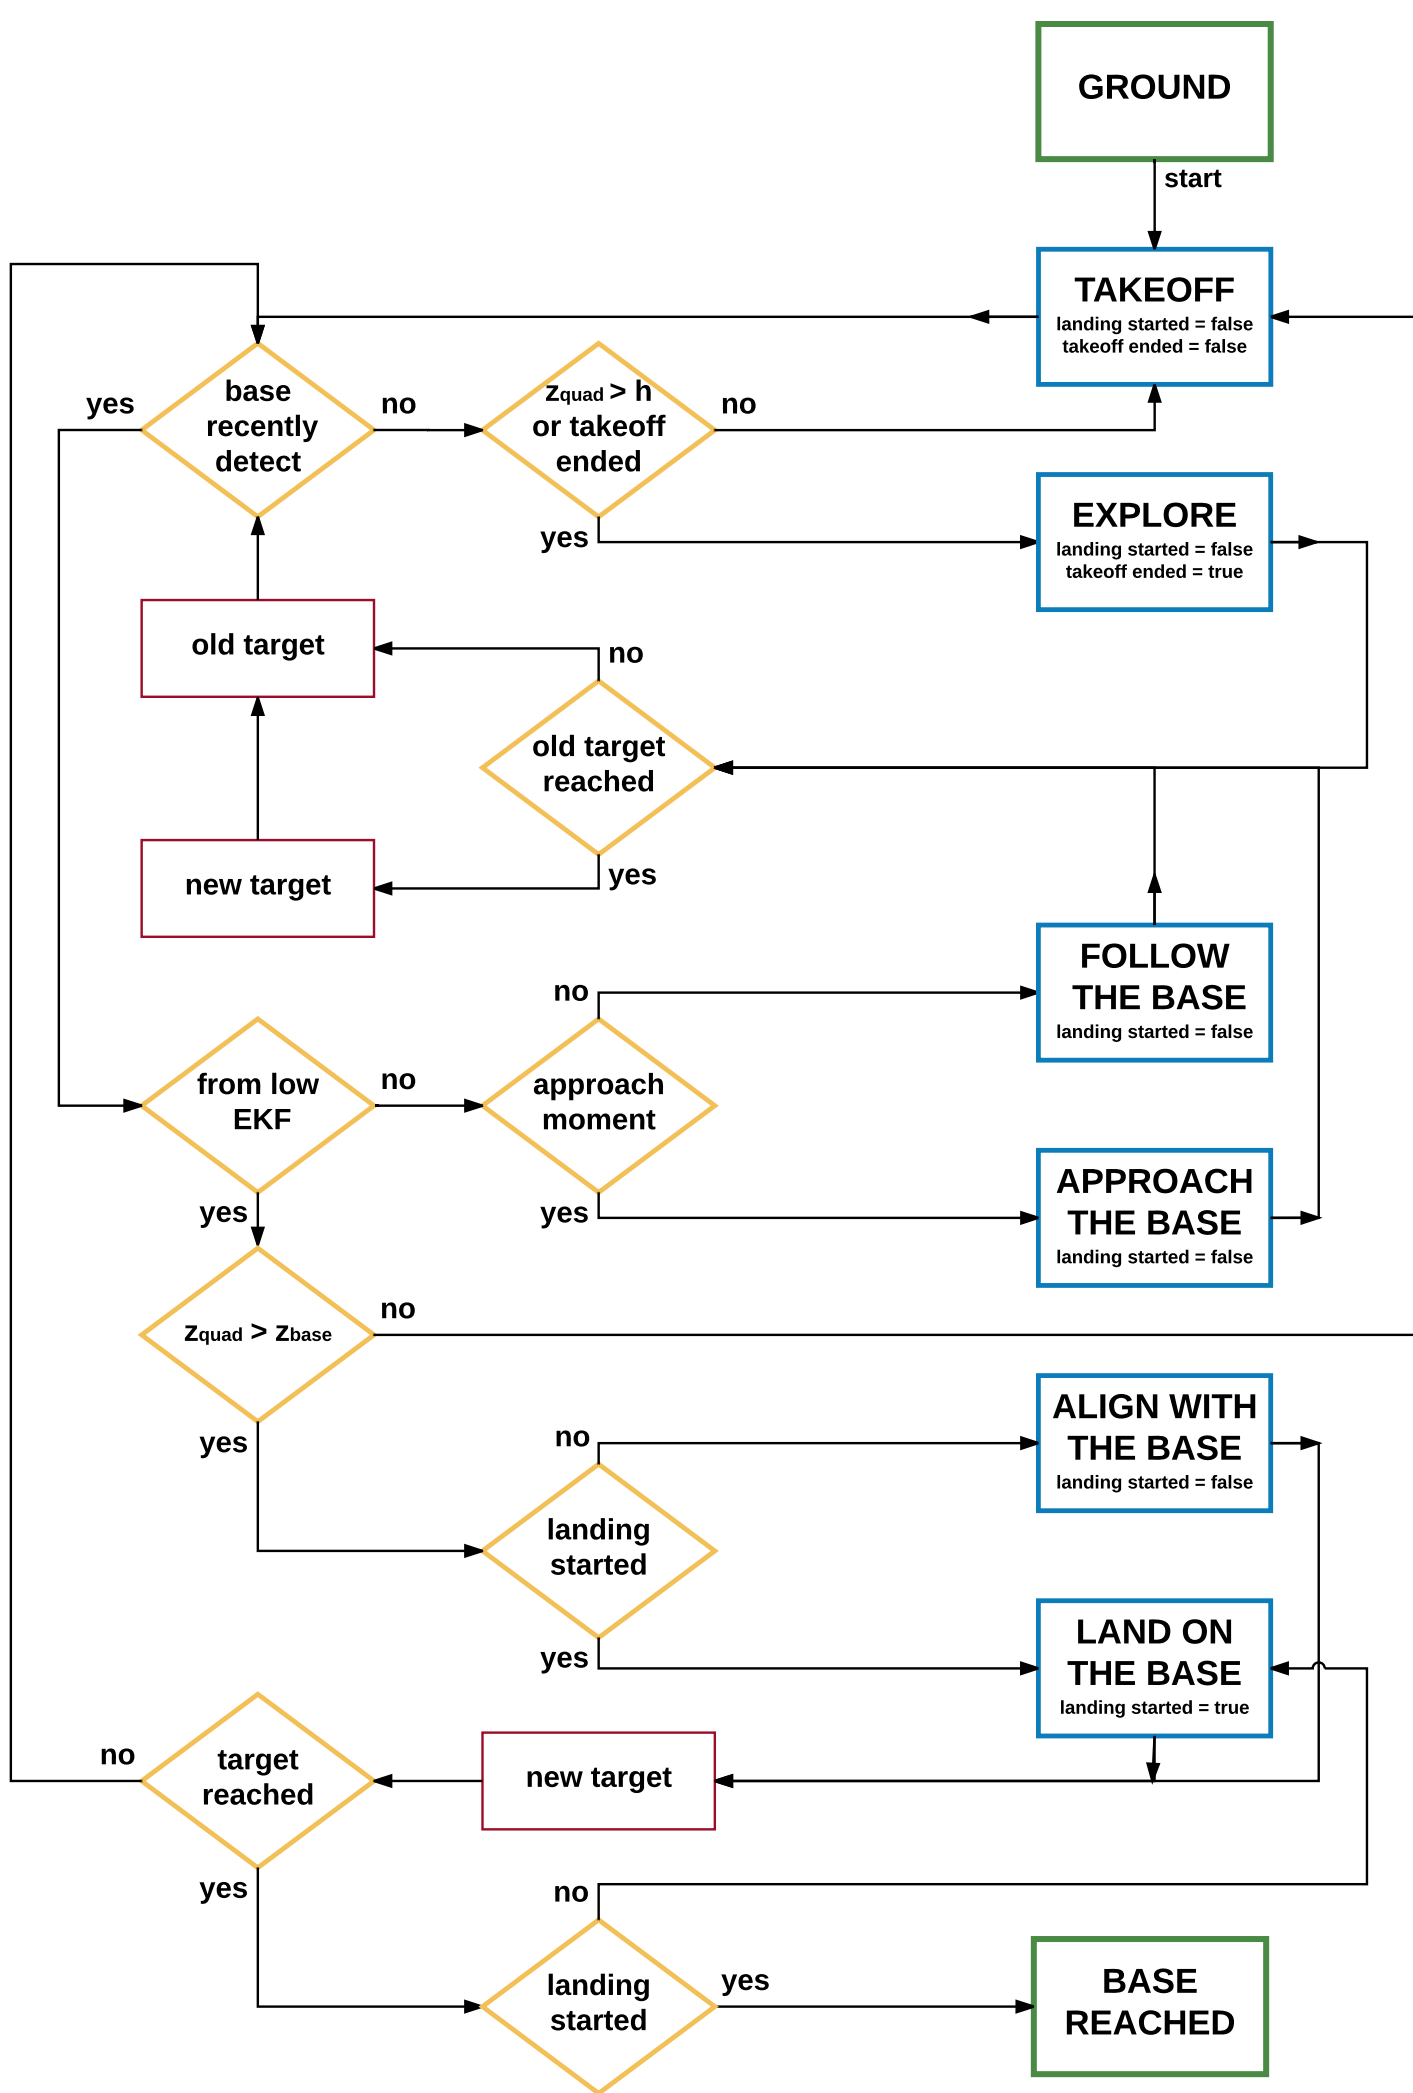 GROUND
start
TAKEOFF
landing started = false
takeoff ended = false
yes
base
recently
detect
no
zquad > h
or takeoff
ended
no
yes
EXPLORE
landing started = false
takeoff ended = true
old target
no
old target
reached
yes
new target
FOLLOW
THE BASE
landing started = false
no
from low
EKF
no
approach
moment
yes
yes
APPROACH
THE BASE
landing started = false
zquad > zbase
no
yes
no
ALIGN WITH
THE BASE
landing started = false
landing
started
yes
LAND ON
THE BASE
landing started = true
no
target
reached
new target
yes
no
landing
started
yes
BASE
REACHED